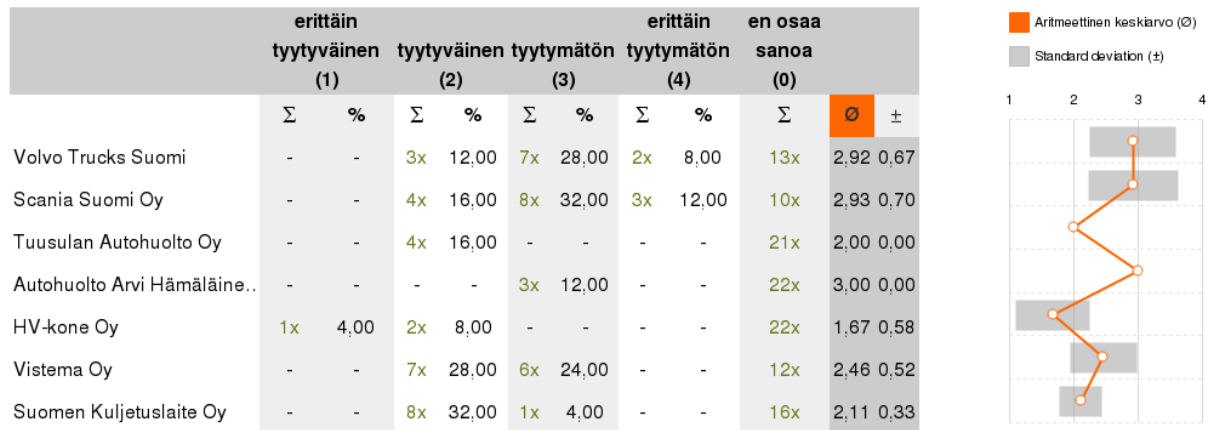 erittäin erittäin en osaa
tyytyväinen tyytyväinen tyytymätön tyytymätön sanoa
(1) (2) (3) (4) (0)
Σ % Σ % Σ % Σ % Σ Ø ±
Volvo Trucks Suomi - - 3x 12,00 7x 28,00 2x 8,00 13x 2,92 0,67
Scania Suomi Oy - - 4x 16,00 8x 32,00 3x 12,00 10x 2,93 0,70
Tuusulan Autohuolto Oy - - 4x 16,00 - - - - 21x 2,00 0,00
Autohuolto Arvi Hämäläine.. - - - - 3x 12,00 - - 22x 3,00 0,00
HV-kone Oy 1x 4,00 2x 8,00 - - - - 22x 1,67 0,58
Vistema Oy - - 7x 28,00 6x 24,00 - - 12x 2,46 0,52
Suomen Kuljetuslaite Oy - - 8x 32,00 1x 4,00 - - 16x 2,11 0,33
Aritmeettinen keskiarvo (Ø)
Standard deviation (±)
1 2 3 4